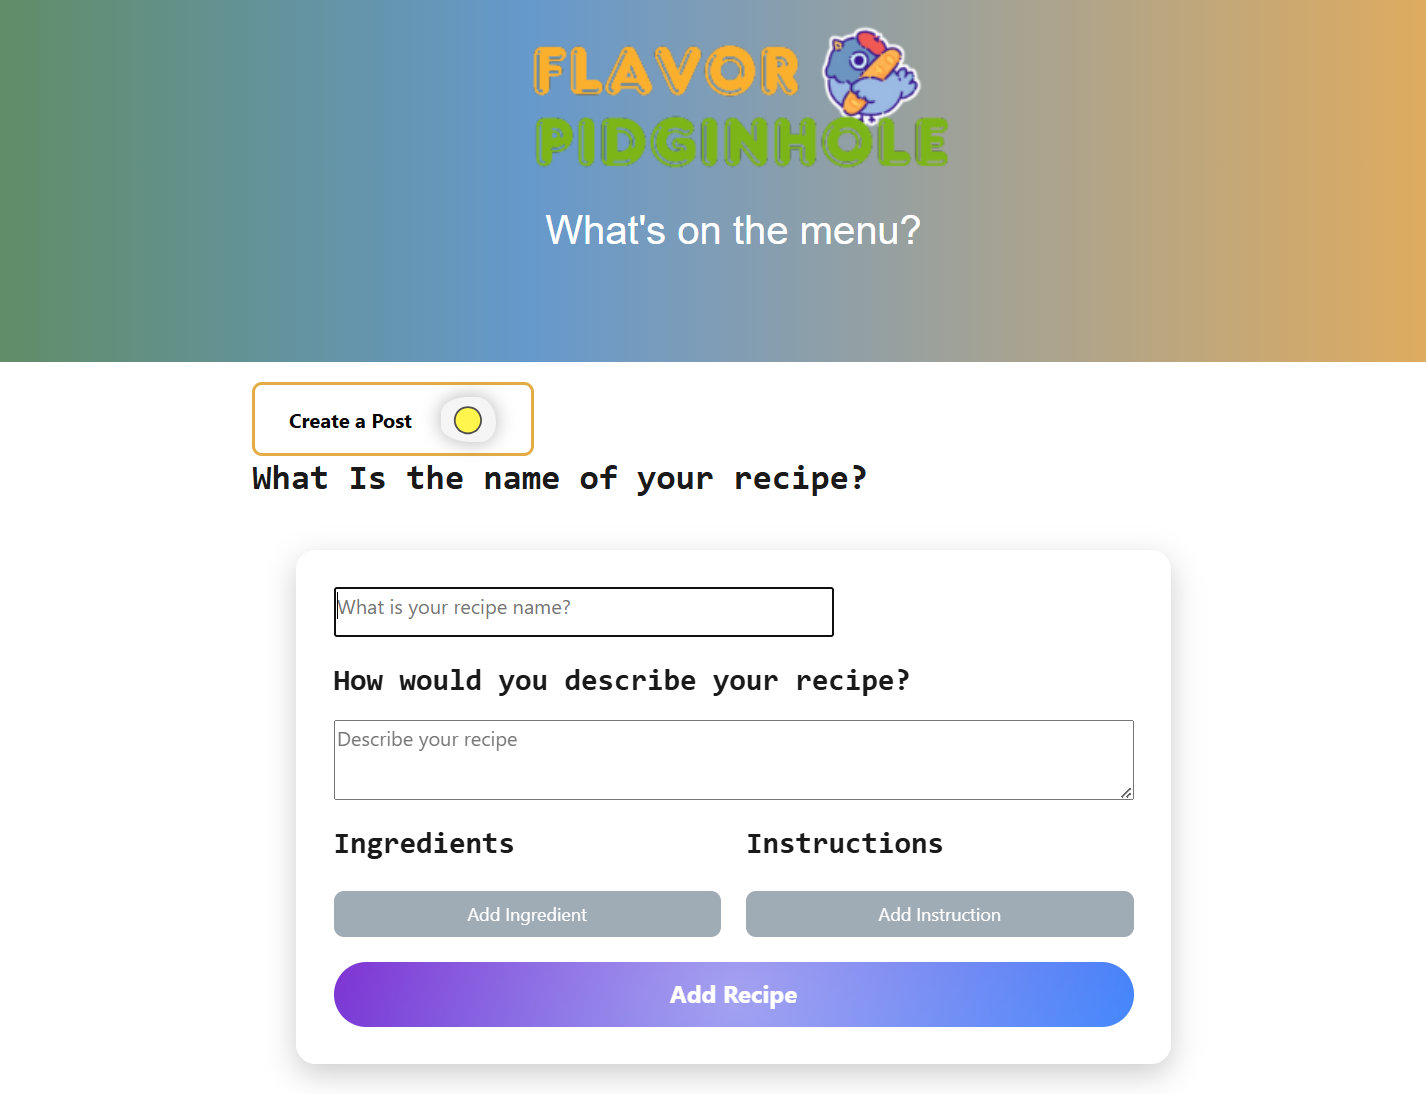 FLAVOR
PIDGINHOLE
What's on the menu?
Create a Post
What Is the name of your recipe?
What is your recipe name?
How would you describe your recipe?
Describe your recipe
Ingredients
Instructions
Add Ingredient
Add Instruction
Add Recipe